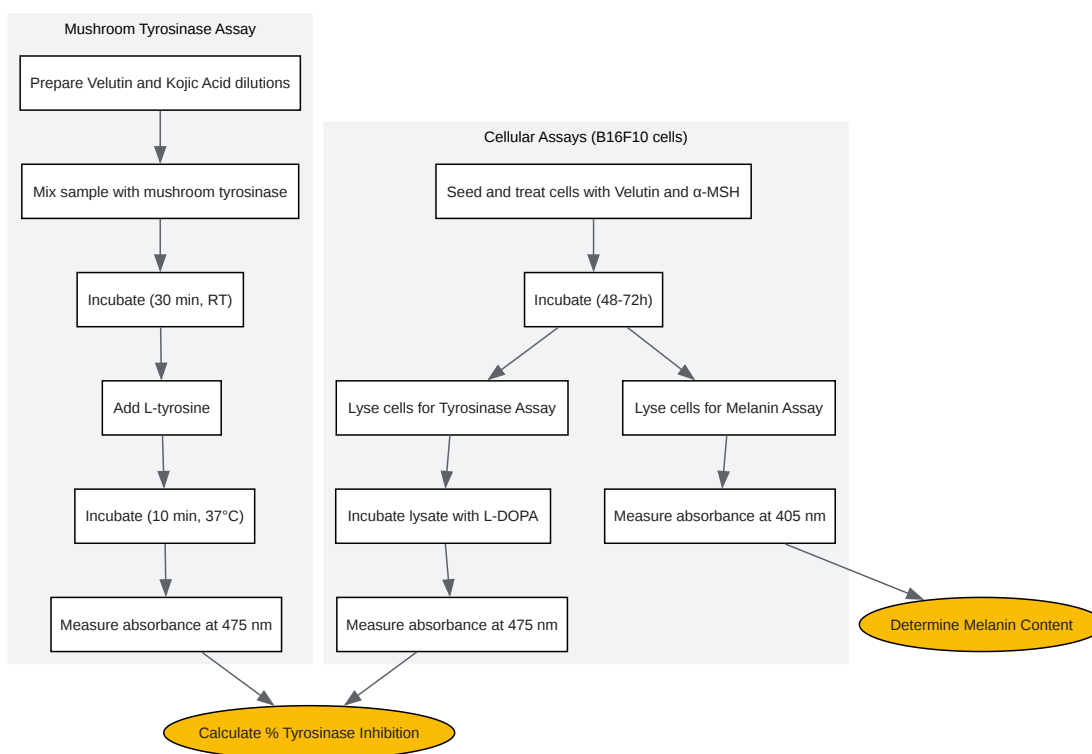 Mushroom Tyrosinase Assay
Prepare Velutin and Kojic Acid dilutions
Mix sample with mushroom tyrosinase
Incubate (30 min, RT)
Add L-tyrosine
Incubate (10 min, 37°C)
Measure absorbance at 475 nm
Cellular Assays (B16F10 cells)
Seed and treat cells with Velutin and α-MSH
Incubate (48-72h)
Lyse cells for Tyrosinase Assay
Lyse cells for Melanin Assay
Incubate lysate with L-DOPA
Measure absorbance at 405 nm
Measure absorbance at 475 nm
Determine Melanin Content
Calculate % Tyrosinase Inhibition